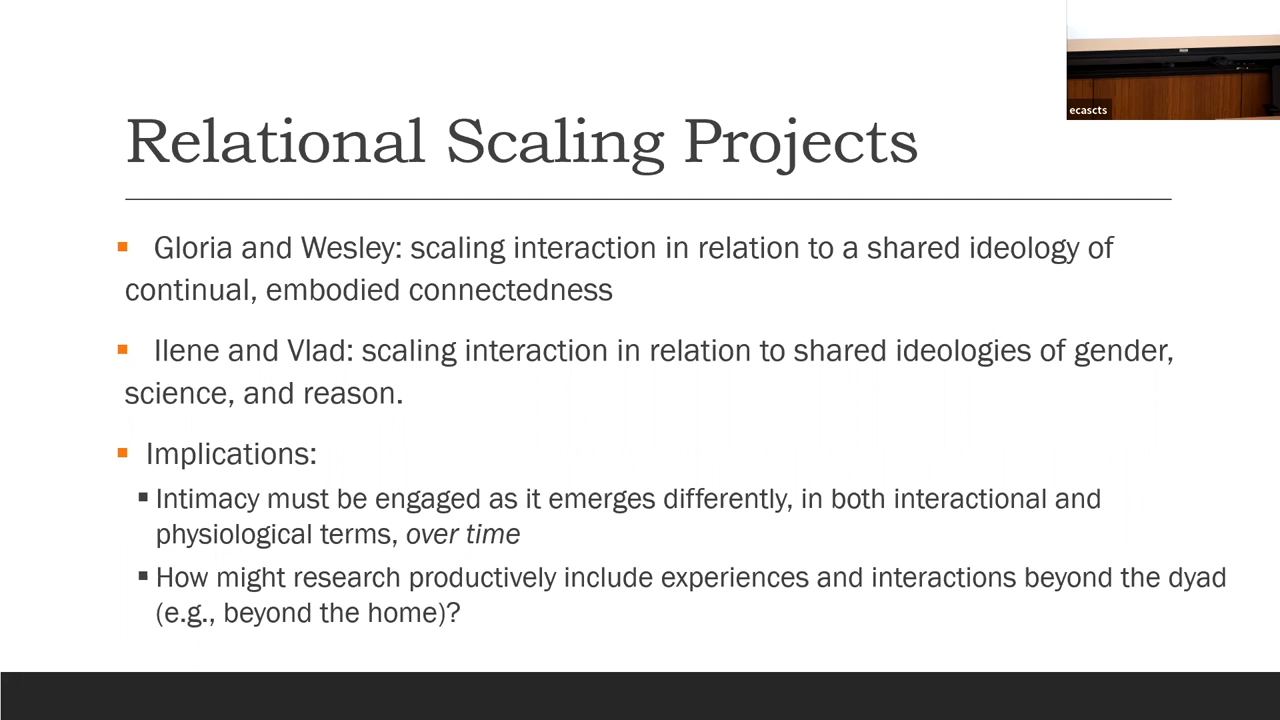 ecascts
Relational Scaling Projects
▪ Gloria and Wesley: scaling interaction in relation to a shared ideology of
continual, embodied connectedness
▪ Ilene and Vlad: scaling interaction in relation to shared ideologies of gender,
science, and reason.
▪ Implications:
▪ Intimacy must be engaged as it emerges differently, in both interactional and
physiological terms, over time
▪ How might research productively include experiences and interactions beyond the dyad
(e.g., beyond the home)?